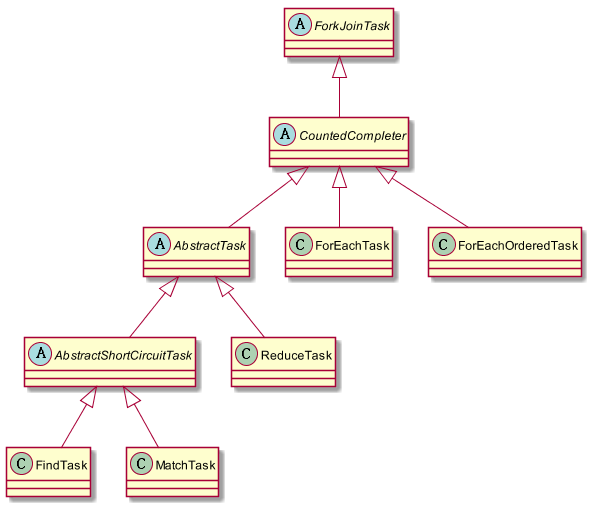 A ForkJoinTask
A CountedCompleter
A AbstractTask
C ForEachTask
C ForEachOrderedTask
A AbstractShortCircuitTask
C ReduceTask
C FindTask
C MatchTask